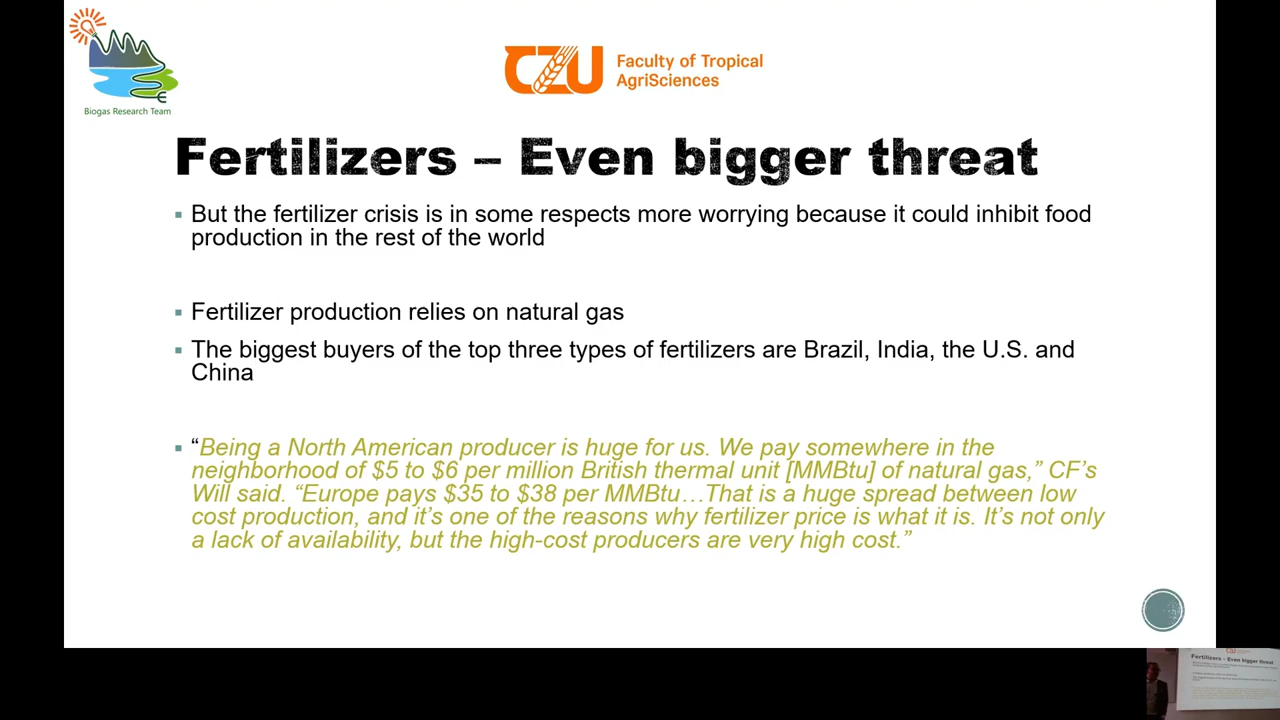 Biogas Research Team
CZU
Faculty of Tropical
AgriSciences
Fertilizers – Even bigger threat
But the fertilizer crisis is in some respects more worrying because it could inhibit food
production in the rest of the world
Fertilizer production relies on natural gas
The biggest buyers of the top three types of fertilizers are Brazil, India, the U.S. and
China
“Being a North American producer is huge for us. We pay somewhere in the
neighborhood of $5 to $6 per million British thermal unit [MMBtu] of natural gas,” CF’s
Will said. “Europe pays $35 to $38 per MMBtu…That is a huge spread between low
cost production, and it’s one of the reasons why fertilizer price is what it is. It’s not only
a lack of availability, but the high-cost producers are very high cost.”
Fertilizers – Even bigger threat